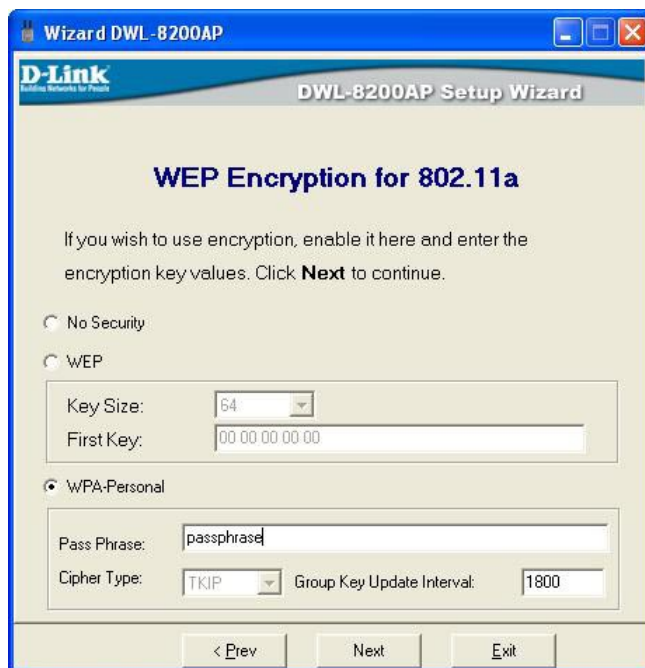 Wizard DWL-8200AP
D-Link
Building Networks for People
DWL-8200AP Setup Wizard
WEP Encryption for 802.11a
If you wish to use encryption, enable it here and enter the
encryption key values. Click Next to continue.
No Security
WEP
Key Size: 64
First Key: 00 00 00 00 00
WPA-Personal
Pass Phrase: passphrase
Cipher Type: TKIP Group Key Update Interval: 1800
< Prev Next Exit